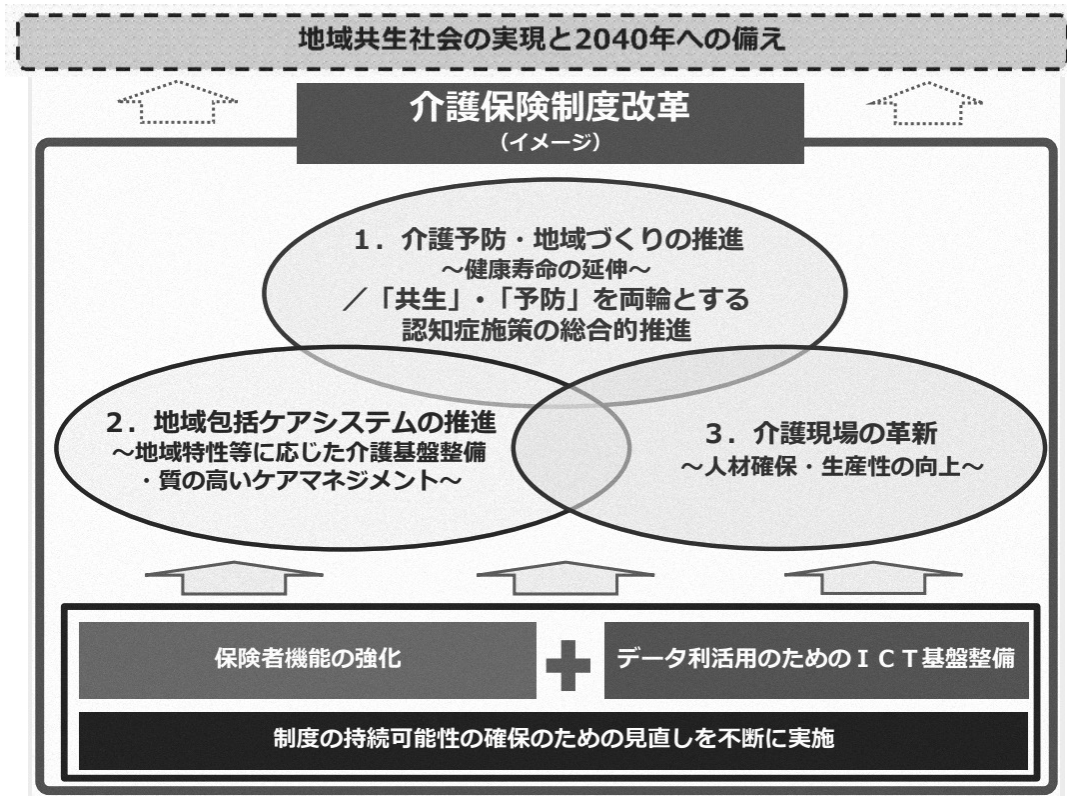 地域共生社会の実現と2040年への備え
介護保険制度改革
（イメージ）
１．介護予防・地域づくりの推進
～健康寿命の延伸～
／「共生」・「予防」を両輪とする
認知症施策の総合的推進
２．地域包括ケアシステムの推進
～地域特性等に応じた介護基盤整備
・質の高いケアマネジメント～
３．介護現場の革新
～人材確保・生産性の向上～
保険者機能の強化
データ利活用のためのＩＣＴ基盤整備
制度の持続可能性の確保のための見直しを不断に実施